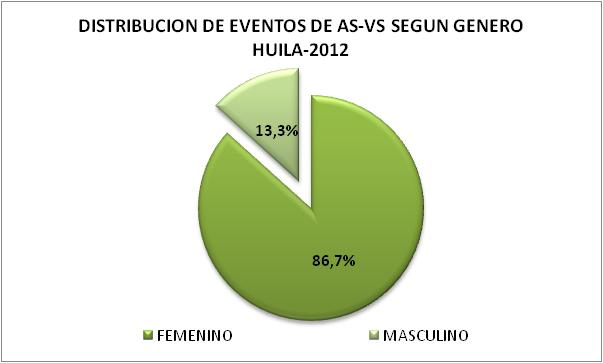 DISTRIBUCION DE EVENTOS DE AS-VS SEGUN GENERO
HUILA-2012
13,3%
86,7%
FEMENINO
MASCULINO